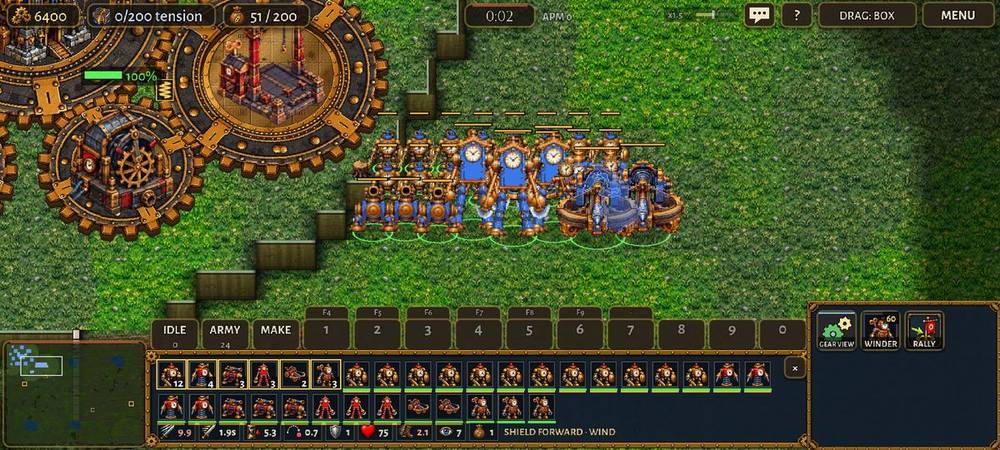 6400
0/200 tension
51 / 200
0:02
APM 0
x1.5
?
DRAG: BOX
MENU
100%
F4 F5 F6 F7 F8 F9
IDLE ARMY MAKE 1 2 3 4 5 6 7 8 9 0
0 24
12 4 3 3 2 3
×
9.9 1.9s 5.3 0.7 1 75 2.1 7 1 SHIELD FORWARD · WIND
60
GEAR VIEW WINDER RALLY